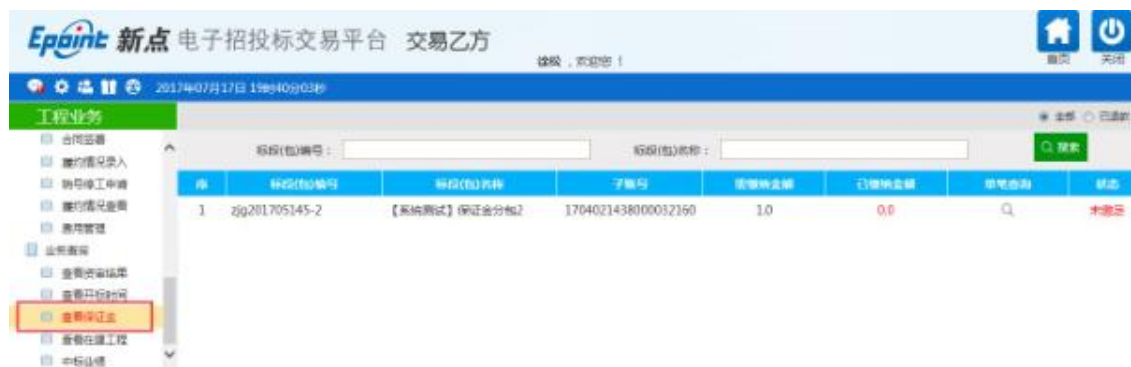 Epoint 新点 电子招投标交易平台 交易乙方
徐毅，欢迎您！
首页 关闭
2017年07月17日 19时40分03秒
工程业务
全部 已退款
合同签署
标段(包)编号：
标段(包)名称：
搜索
履约情况录入
序 标段(包)编号 标段(包)名称 子账号 需缴纳金额 已缴纳金额 单笔查询 状态
履约情况查看
1 zjg201705145-2 【系统测试】保证金分包2 1704021438000032160 1.0 0.0 未缴足
费用管理
业务查询
查看资审结果
查看开标时间
查看保证金
查看在建工程
中标业绩